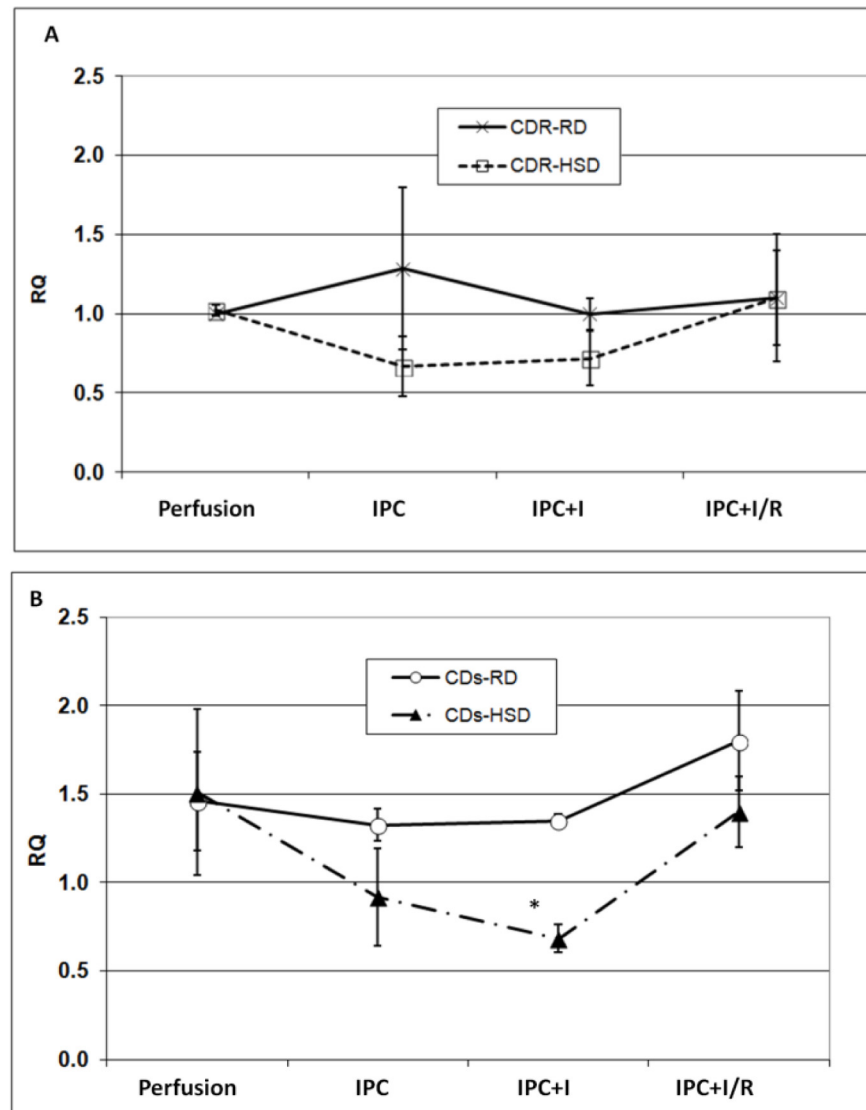 A
2.5
2.0
1.5
1.0
0.5
0.0
RQ
CDR-RD
CDR-HSD
Perfusion IPC IPC+I IPC+I/R
B
2.5
2.0
1.5
1.0
0.5
0.0
RQ
CDs-RD
CDs-HSD
*
Perfusion IPC IPC+I IPC+I/R